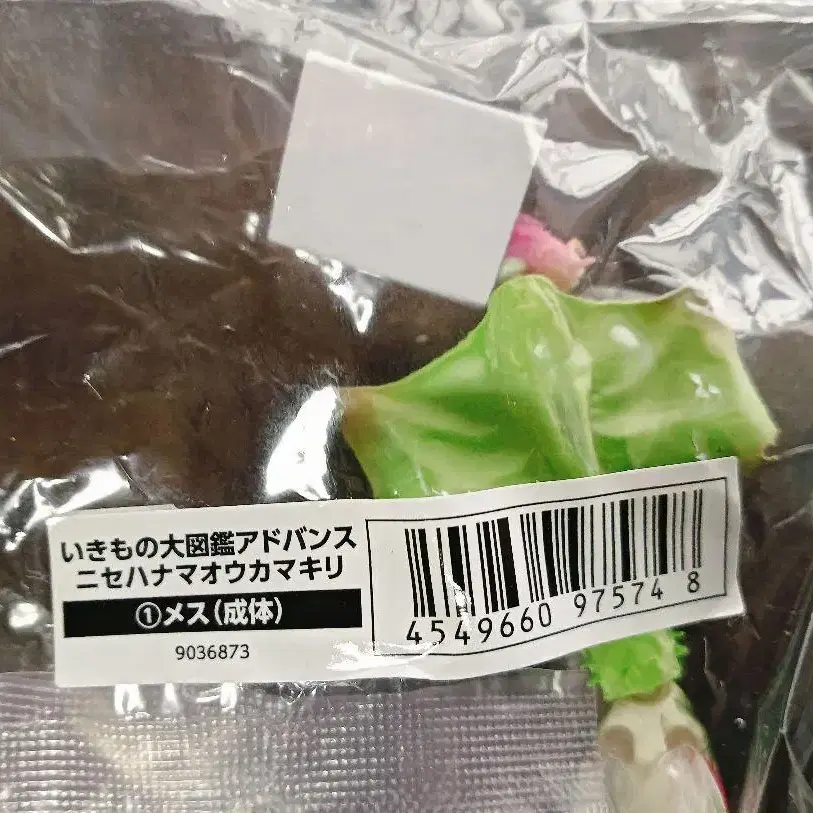 いきもの大図鑑アドバンス
ニセハナマオウカマキリ
①メス(成体)
9036873
4549660 97574 8